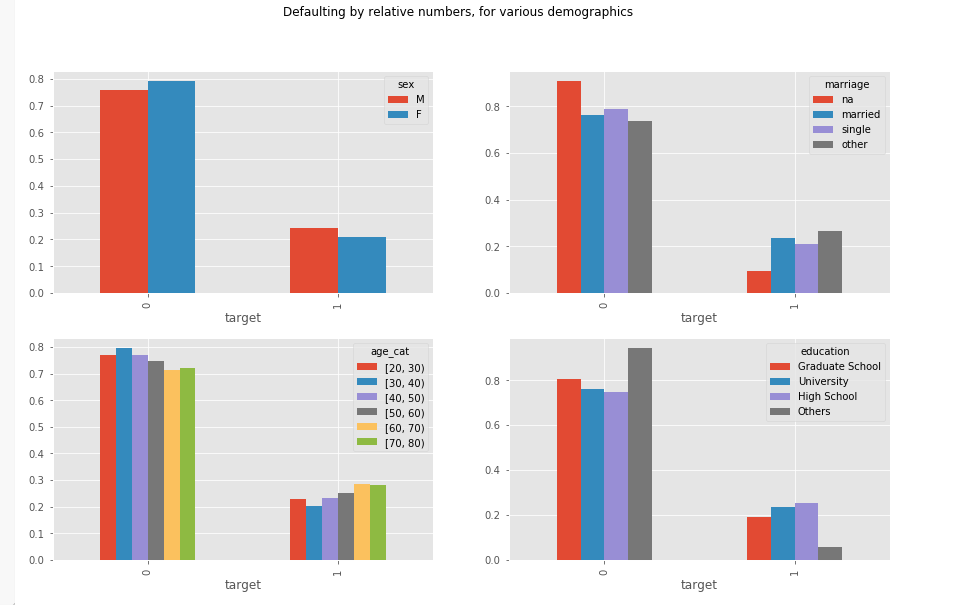 Defaulting by relative numbers, for various demographics
0.8
0.7
0.6
0.5
0.4
0.3
0.2
0.1
0.0
sex
M
F
0
1
target
0.8
0.6
0.4
0.2
0.0
marriage
na
married
single
other
0
1
target
0.8
0.7
0.6
0.5
0.4
0.3
0.2
0.1
0.0
age_cat
[20, 30)
[30, 40)
[40, 50)
[50, 60)
[60, 70)
[70, 80)
0
1
target
0.8
0.6
0.4
0.2
0.0
education
Graduate School
University
High School
Others
0
1
target